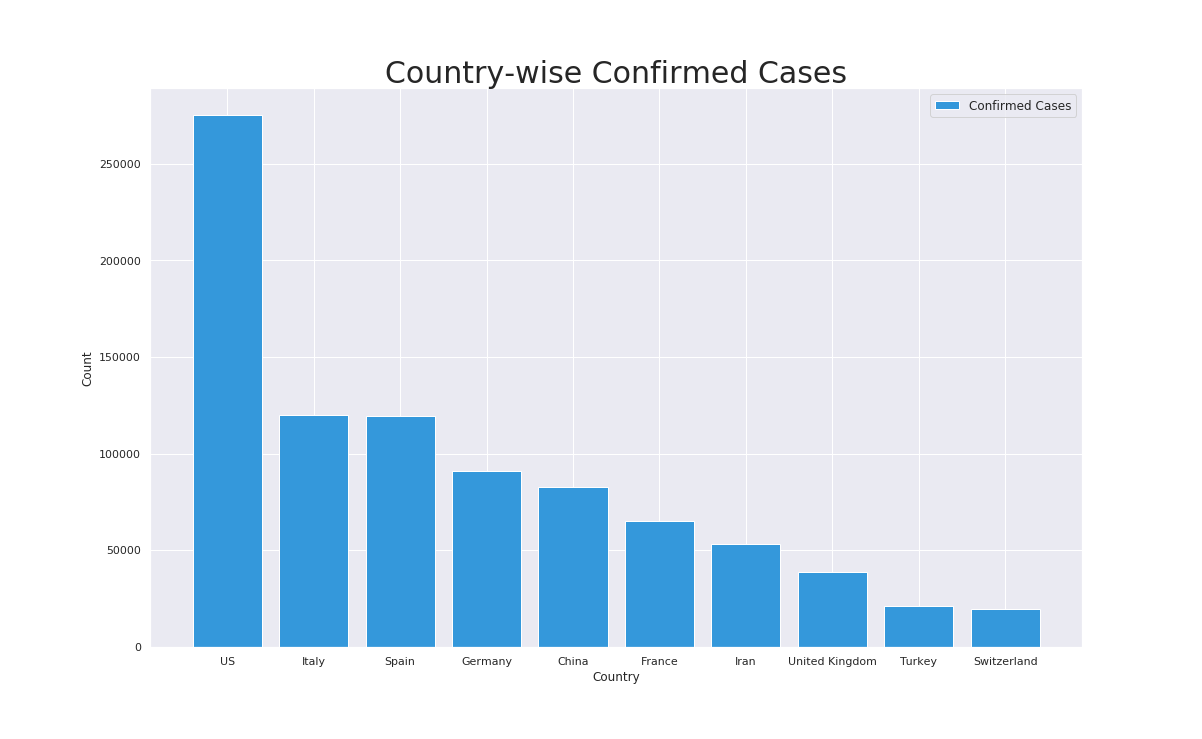 Country-wise Confirmed Cases
Confirmed Cases
250000
200000
150000
100000
50000
0
Count
US Italy Spain Germany China France Iran United Kingdom Turkey Switzerland
Country